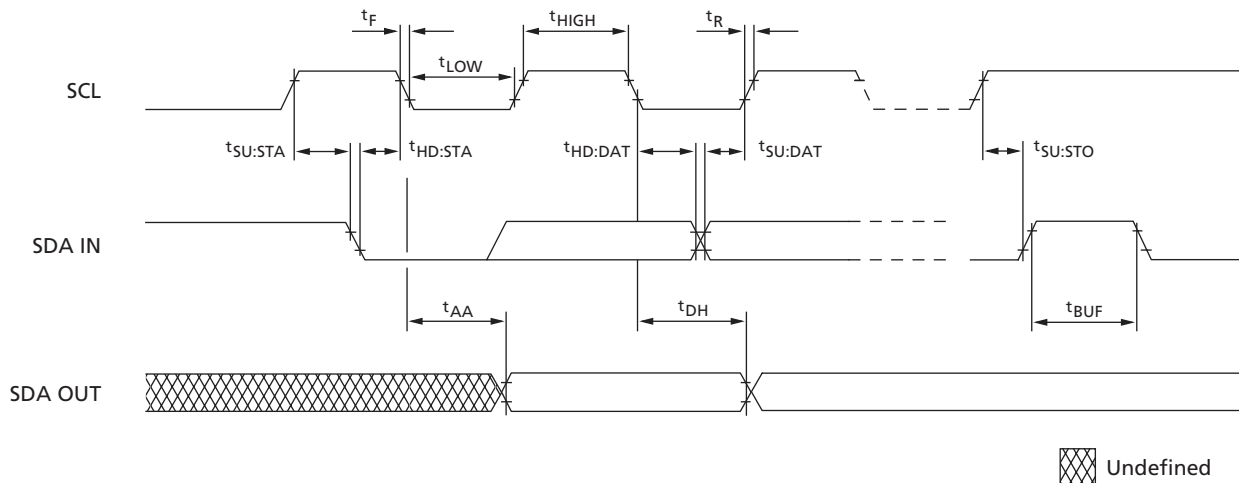 tF
tHIGH
tR
tLOW
SCL
tSU:STA
tHD:STA
tHD:DAT
tSU:DAT
tSU:STO
SDA IN
tAA
tDH
tBUF
SDA OUT
Undefined